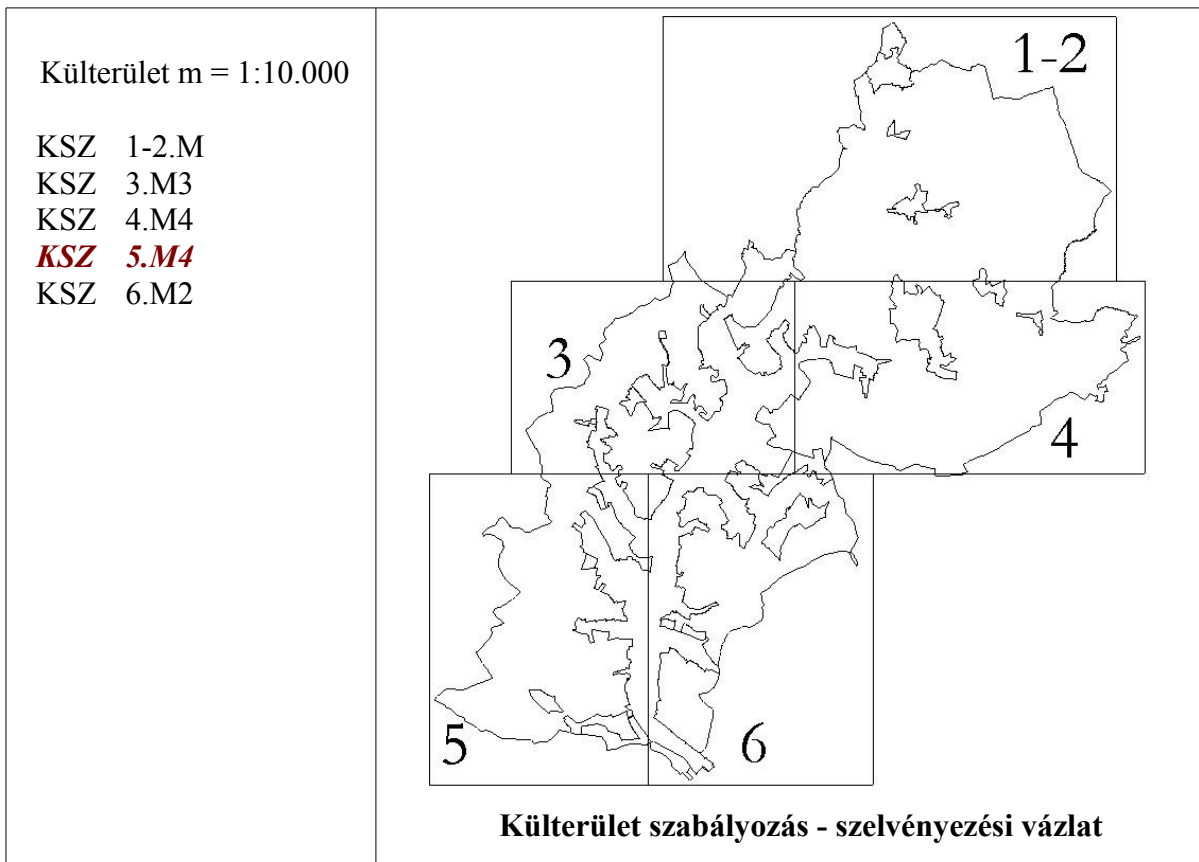 Külterület m = 1:10.000
KSZ 1-2.M
KSZ 3.M3
KSZ 4.M4
KSZ 5.M4
KSZ 6.M2
1-2
3
4
5
6
Külterület szabályozás - szelvényezési vázlat